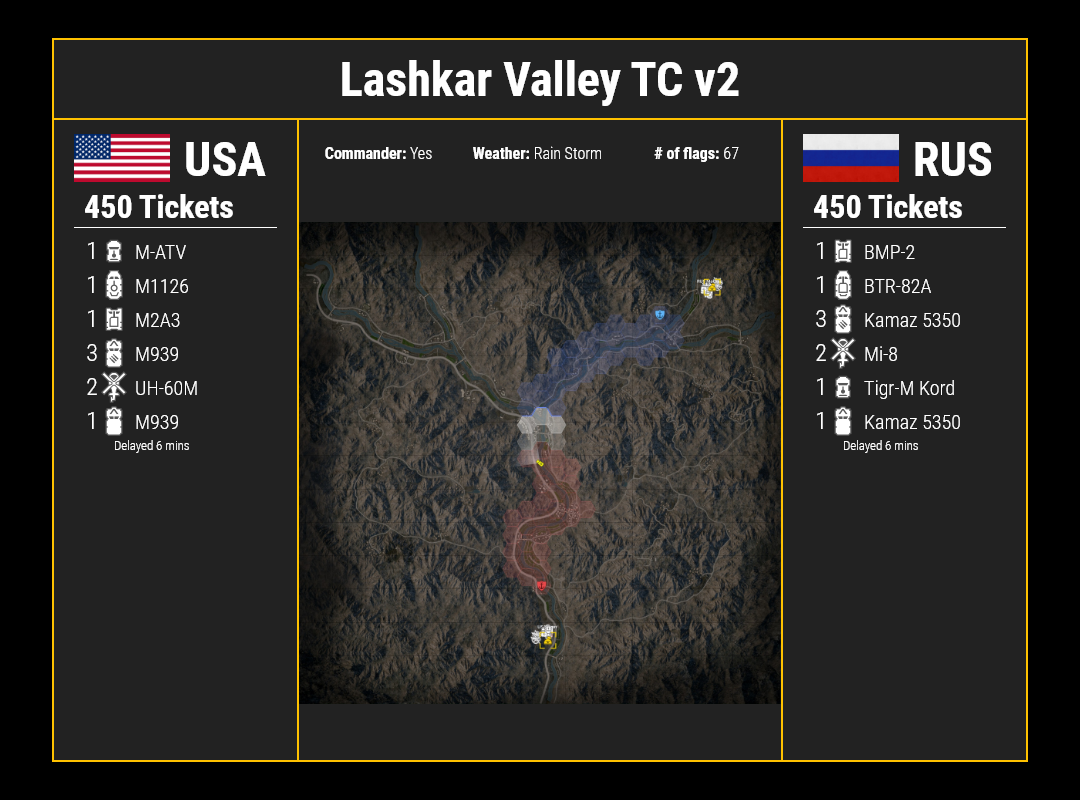 Lashkar Valley TC v2
USA
450 Tickets
1 M-ATV
1 M1126
1 M2A3
3 M939
2 UH-60M
1 M939
Delayed 6 mins
Commander: Yes Weather: Rain Storm # of flags: 67
RUS
450 Tickets
1 BMP-2
1 BTR-82A
3 Kamaz 5350
2 Mi-8
1 Tigr-M Kord
1 Kamaz 5350
Delayed 6 mins